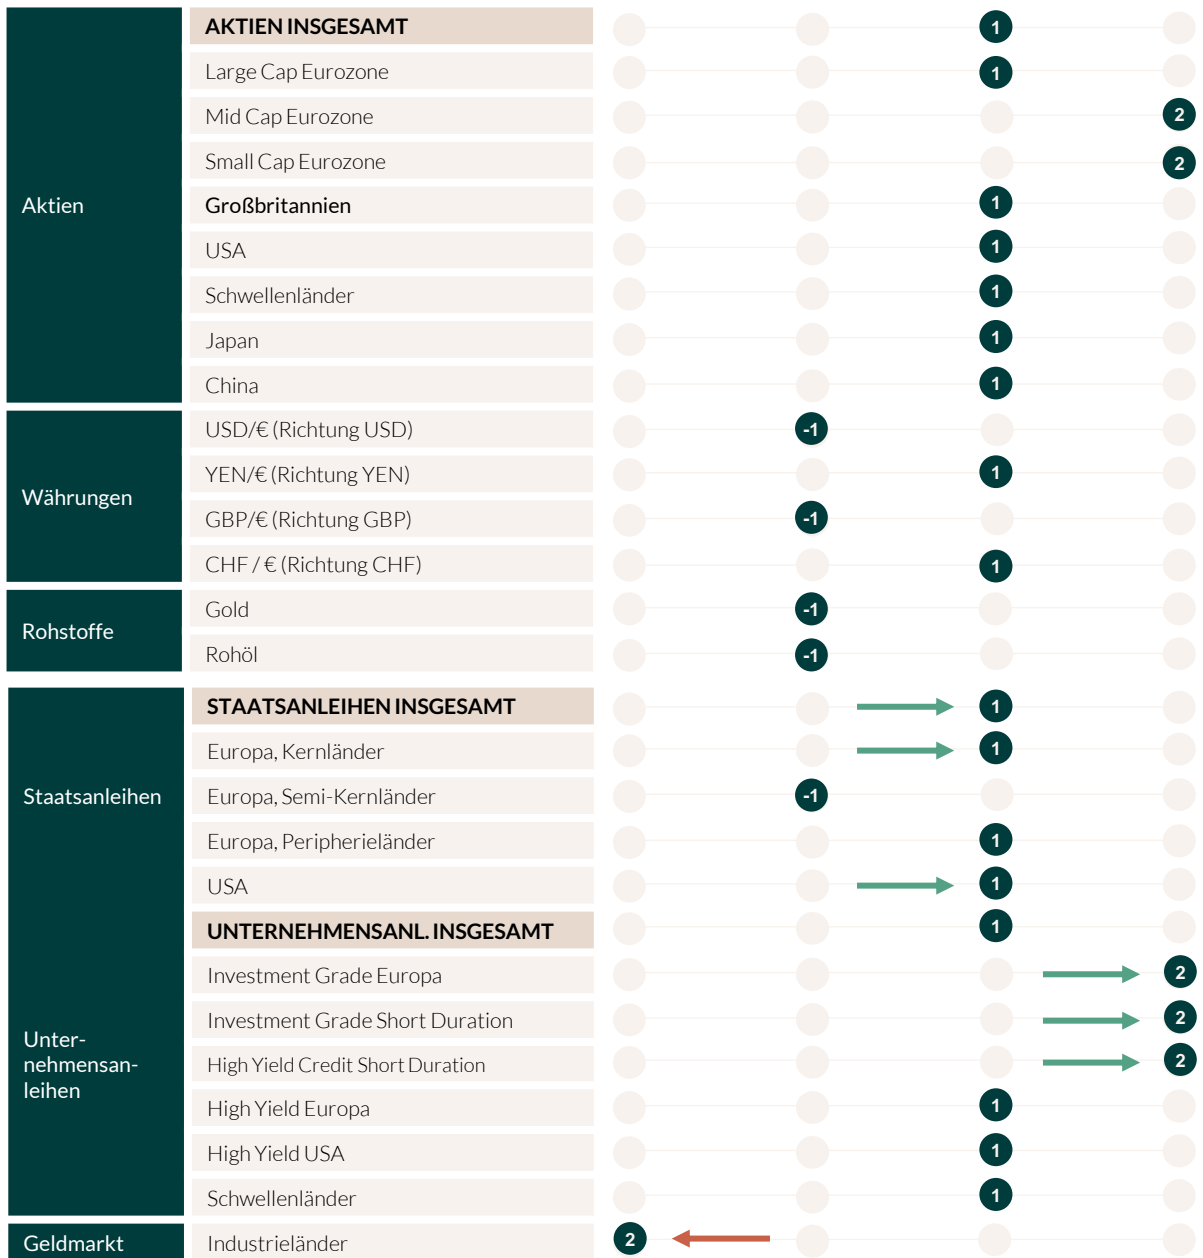 AKTIEN INSGESAMT 1
Large Cap Eurozone 1
Mid Cap Eurozone 2
Small Cap Eurozone 2
Aktien
Großbritannien 1
USA 1
Schwellenländer 1
Japan 1
China 1
USD/€ (Richtung USD) -1
YEN/€ (Richtung YEN) 1
Währungen
GBP/€ (Richtung GBP) -1
CHF / € (Richtung CHF) 1
Gold -1
Rohstoffe
Rohöl -1
STAATSANLEIHEN INSGESAMT 1
Europa, Kernländer 1
Staatsanleihen
Europa, Semi-Kernländer -1
Europa, Peripherieländer 1
USA 1
UNTERNEHMENSANL. INSGESAMT 1
Investment Grade Europa 2
Investment Grade Short Duration 2
Unter-
nehmensan-
leihen
High Yield Credit Short Duration 2
High Yield Europa 1
High Yield USA 1
Schwellenländer 1
Geldmarkt
Industrieländer 2